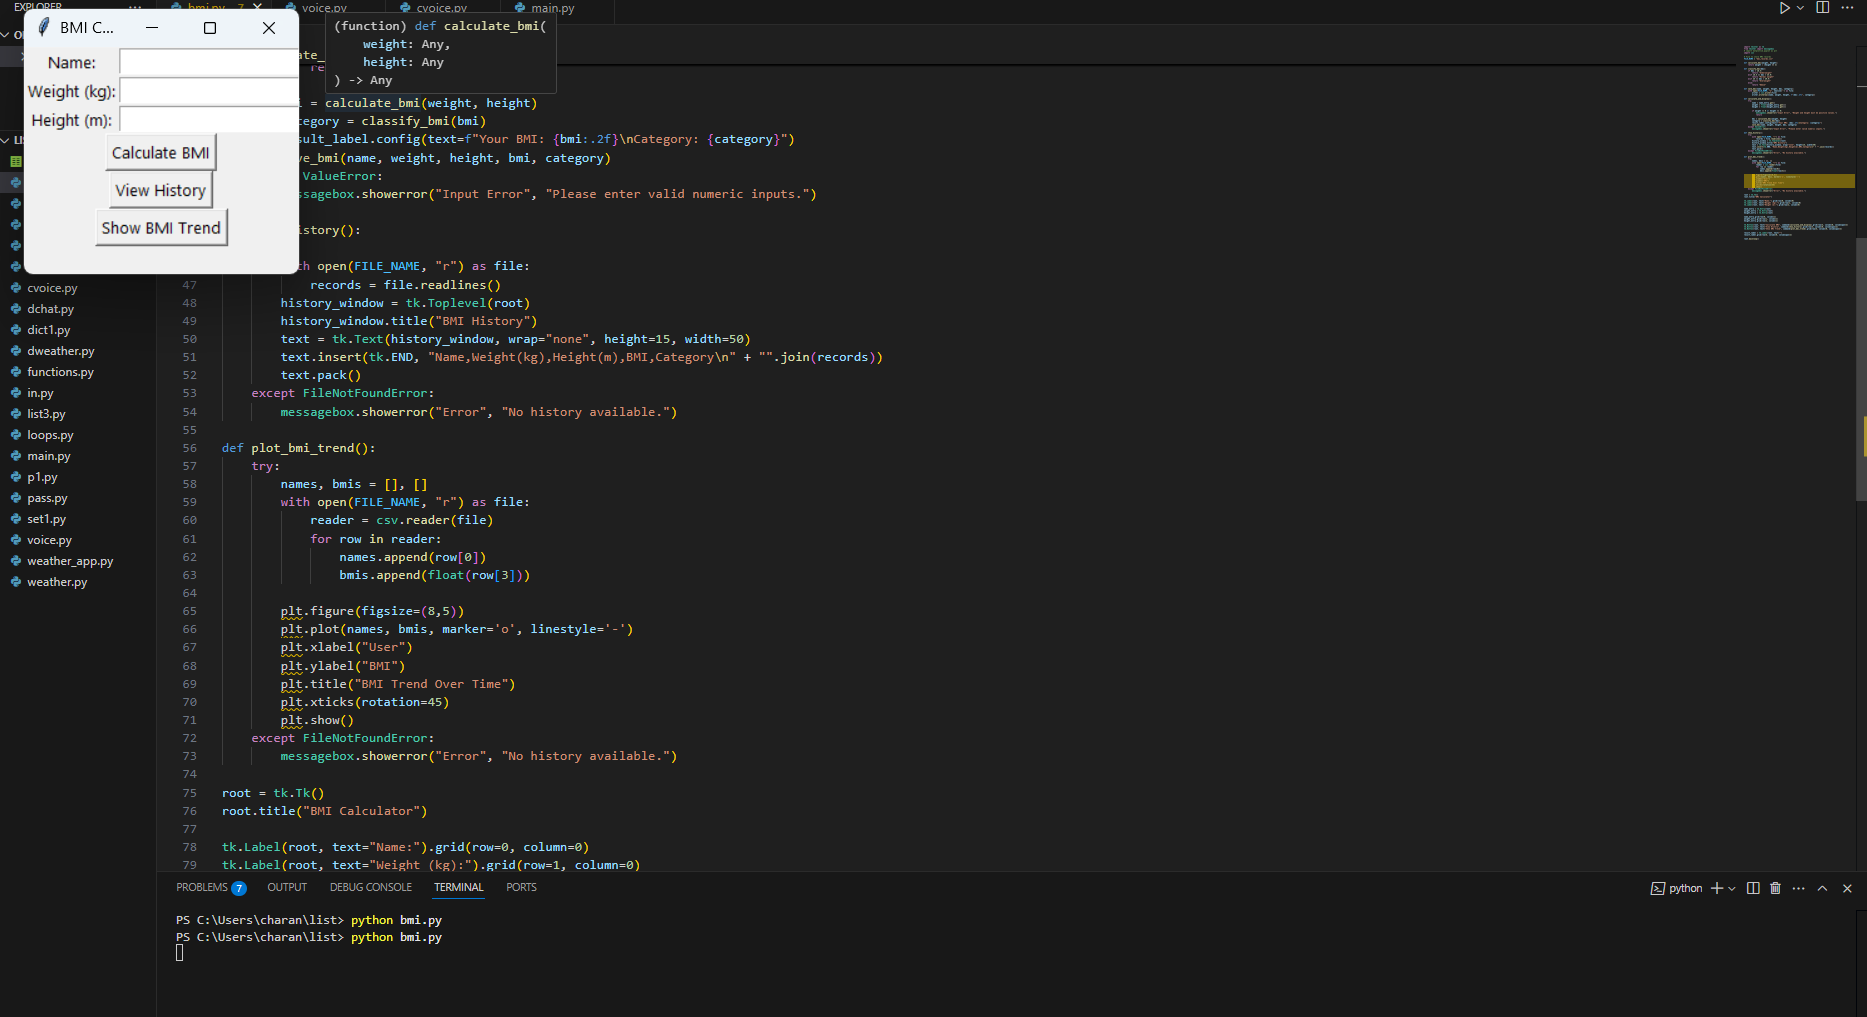 EXPLORER
bmi.py 7
voice.py
cvoice.py
main.py
BMI C...
Name:
Weight (kg):
Height (m):
Calculate BMI
View History
Show BMI Trend
(function) def calculate_bmi(
weight: Any,
height: Any
) -> Any
= calculate_bmi(weight, height)
tegory = classify_bmi(bmi)
sult_label.config(text=f"Your BMI: {bmi:.2f}\nCategory: {category}")
ve_bmi(name, weight, height, bmi, category)
ValueError:
ssagebox.showerror("Input Error", "Please enter valid numeric inputs.")
istory():
h open(FILE_NAME, "r") as file:
47 records = file.readlines()
48 history_window = tk.Toplevel(root)
49 history_window.title("BMI History")
50 text = tk.Text(history_window, wrap="none", height=15, width=50)
51 text.insert(tk.END, "Name,Weight(kg),Height(m),BMI,Category\n" + "".join(records))
52 text.pack()
53 except FileNotFoundError:
54 messagebox.showerror("Error", "No history available.")
55
56 def plot_bmi_trend():
57 try:
58 names, bmis = [], []
59 with open(FILE_NAME, "r") as file:
60 reader = csv.reader(file)
61 for row in reader:
62 names.append(row[0])
63 bmis.append(float(row[3]))
64
65 plt.figure(figsize=(8,5))
66 plt.plot(names, bmis, marker='o', linestyle='-')
67 plt.xlabel("User")
68 plt.ylabel("BMI")
69 plt.title("BMI Trend Over Time")
70 plt.xticks(rotation=45)
71 plt.show()
72 except FileNotFoundError:
73 messagebox.showerror("Error", "No history available.")
74
75 root = tk.Tk()
76 root.title("BMI Calculator")
77
78 tk.Label(root, text="Name:").grid(row=0, column=0)
79 tk.Label(root, text="Weight (kg):").grid(row=1, column=0)
cvoice.py
dchat.py
dict1.py
dweather.py
functions.py
in.py
list3.py
loops.py
main.py
p1.py
pass.py
set1.py
voice.py
weather_app.py
weather.py
PROBLEMS 7 OUTPUT DEBUG CONSOLE TERMINAL PORTS
python
PS C:\Users\charan\list> python bmi.py
PS C:\Users\charan\list> python bmi.py